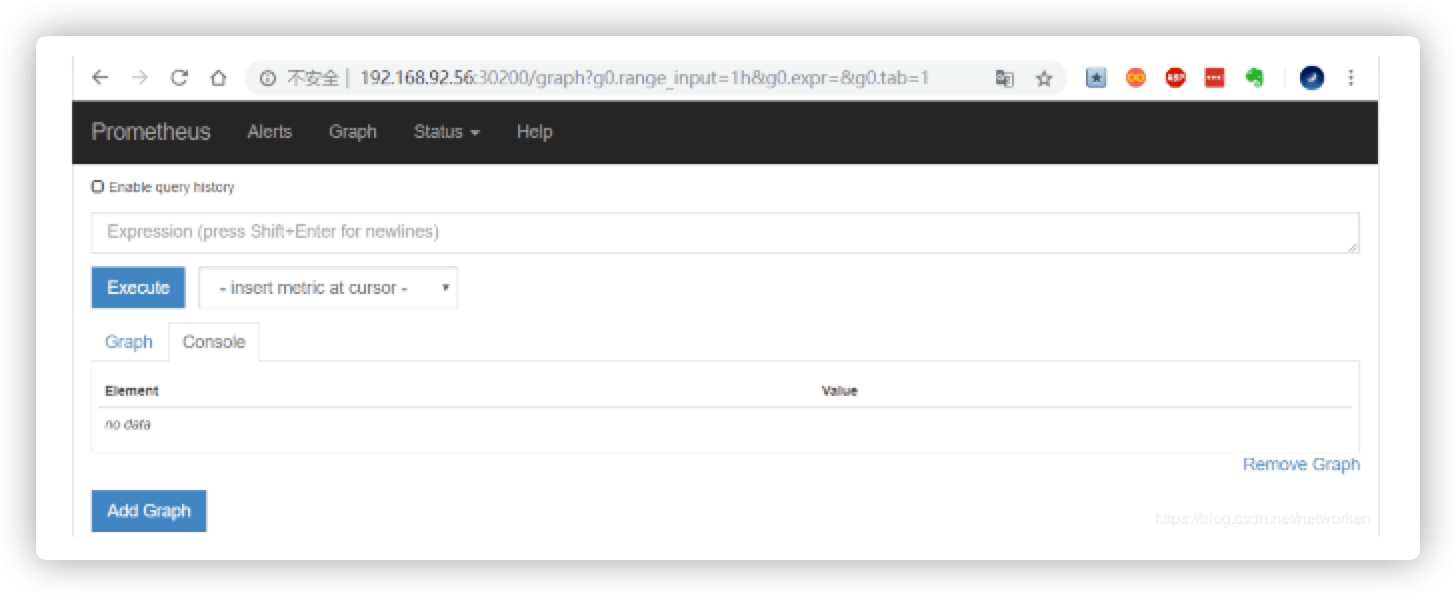 不安全 | 192.168.92.56:30200/graph?g0.range_input=1h&g0.expr=&g0.tab=1
ABP
Prometheus Alerts Graph Status Help
Enable query history
Expression (press Shift+Enter for newlines)
Execute - insert metric at cursor -
Graph Console
Element Value
no data
Remove Graph
Add Graph
https://blog.csdn.net/networken